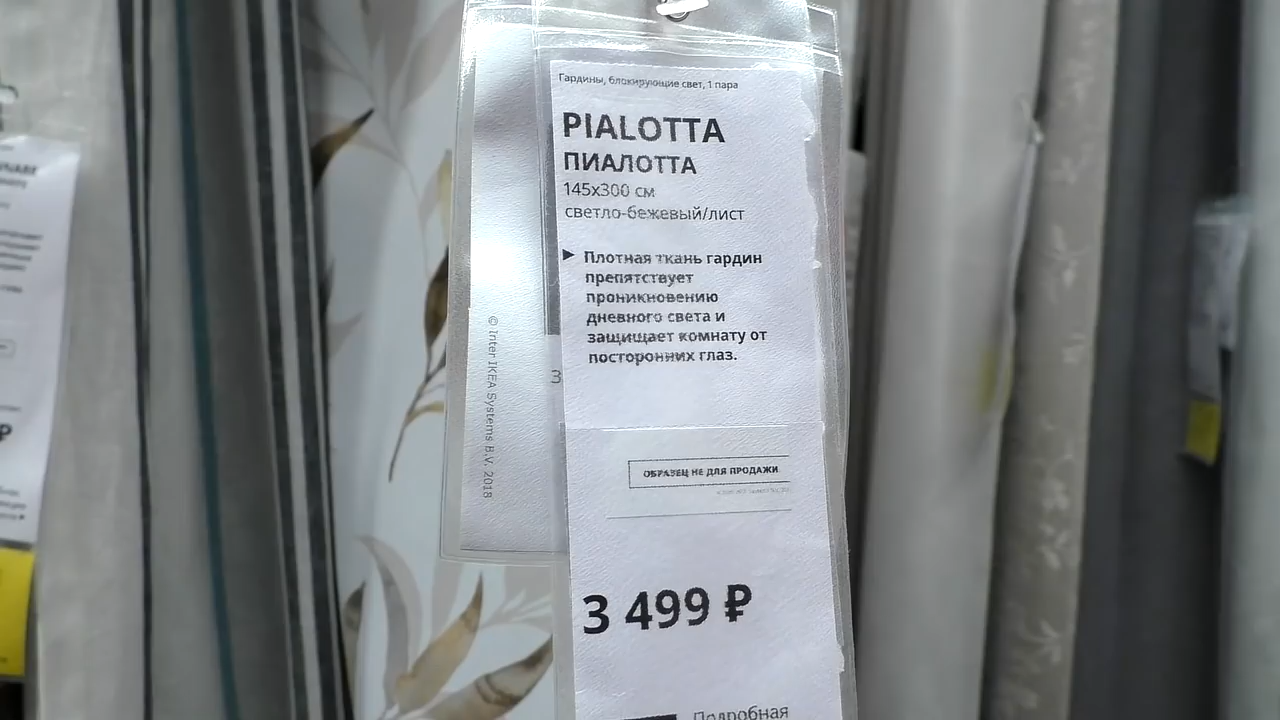 Гардины, блокирующие свет, 1 пара
PIALOTTA
ПИАЛОТТА
145x300 см
светло-бежевый/лист
► Плотная ткань гардин
препятствует
проникновению
дневного света и
защищает комнату от
посторонних глаз.
© Inter IKEA Systems B.V. 2018
3
ОБРАЗЕЦ НЕ ДЛЯ ПРОДАЖИ
3 499 ₽
Подробная
₽